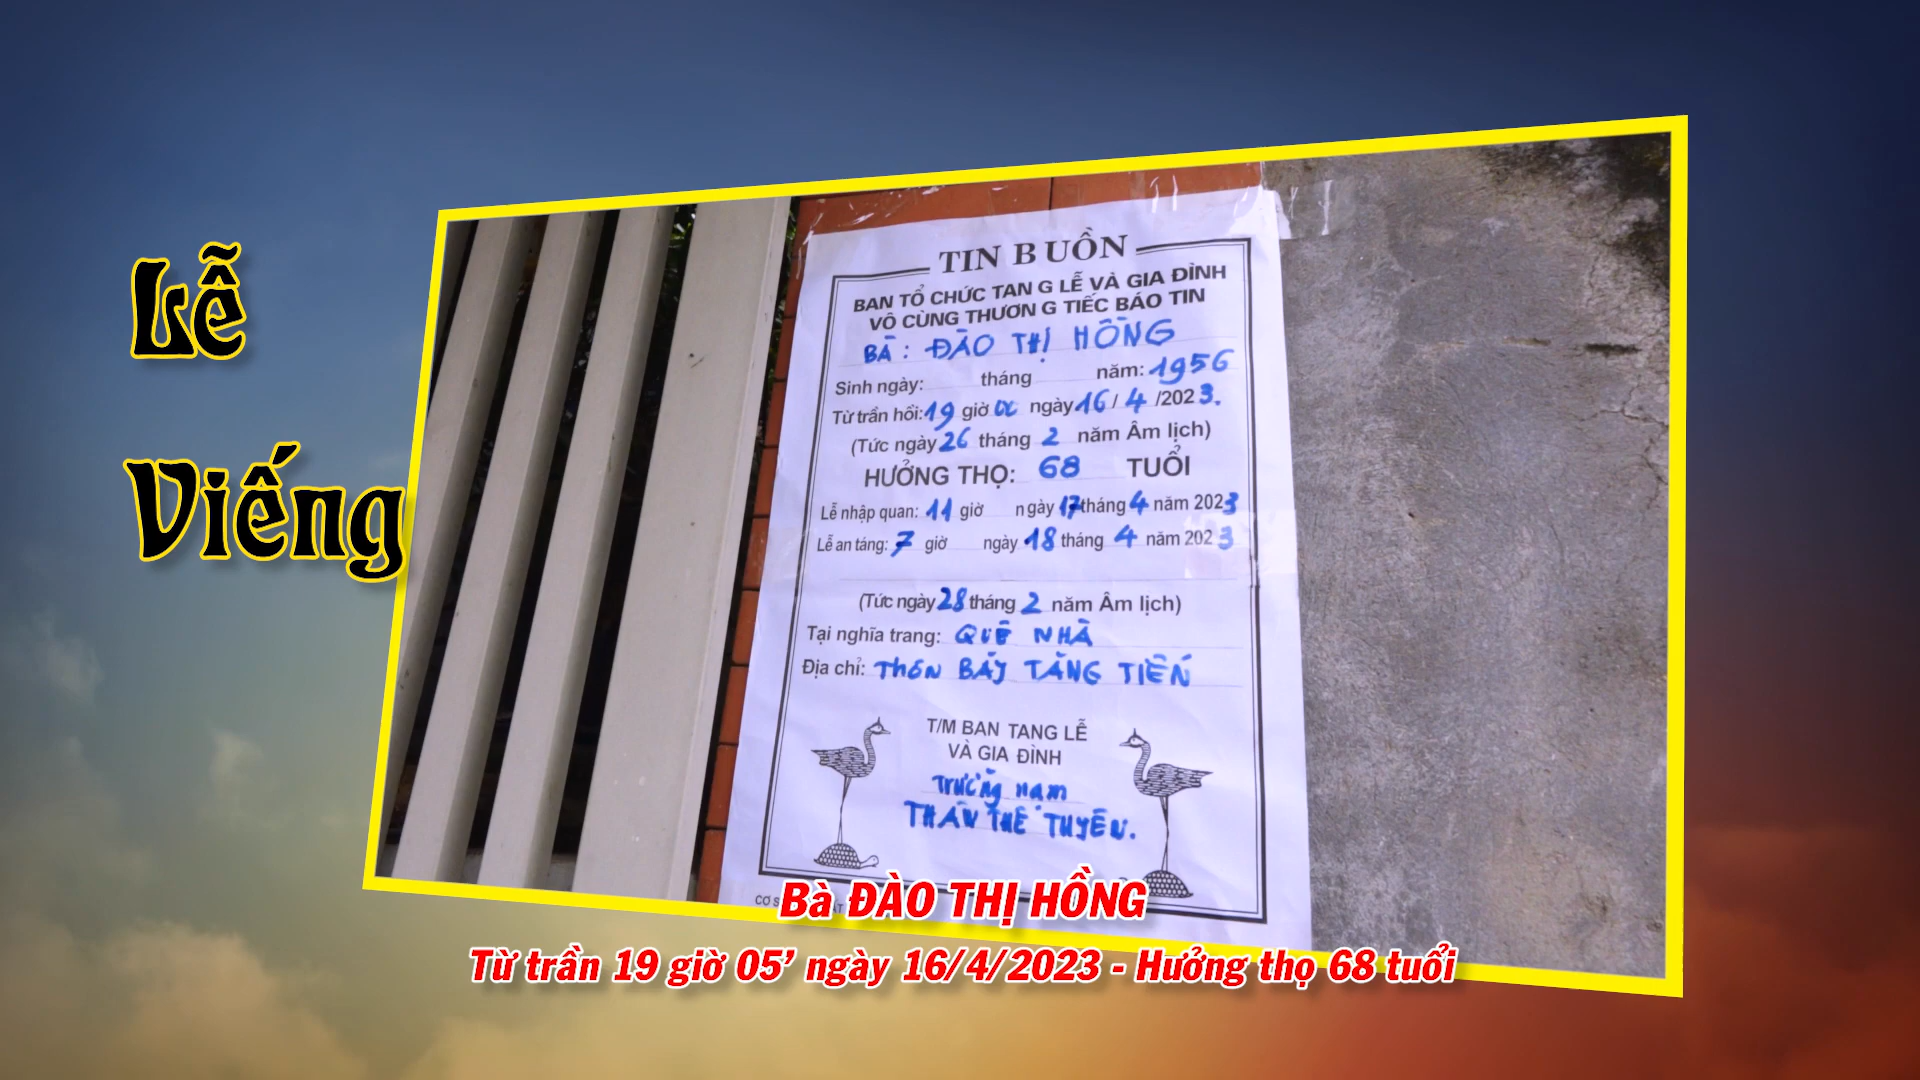 Lễ
Viếng
TIN BUỒN
BAN TỔ CHỨC TANG LỄ VÀ GIA ĐÌNH
VÔ CÙNG THƯƠNG TIẾC BÁO TIN
BÀ: ĐÀO THỊ HỒNG
Sinh ngày: tháng năm: 1956
Từ trần hồi: 19 giờ ngày 16/4/2023.
(Tức ngày 26 tháng 2 năm Âm lịch)
HƯỞNG THỌ: 68 TUỔI
Lễ nhập quan: 11 giờ ngày 17 tháng 4 năm 2023
Lễ an táng: 7 giờ ngày 18 tháng 4 năm 2023
(Tức ngày 28 tháng 2 năm Âm lịch)
Tại nghĩa trang: QUÊ NHÀ
Địa chỉ: Thôn BẢY TĂNG TIẾN
T/M BAN TANG LỄ
VÀ GIA ĐÌNH
Trưởng nam
THÂN THẾ TUYÊN.
Bà ĐÀO THỊ HỒNG
Từ trần 19 giờ 05' ngày 16/4/2023 - Hưởng thọ 68 tuổi